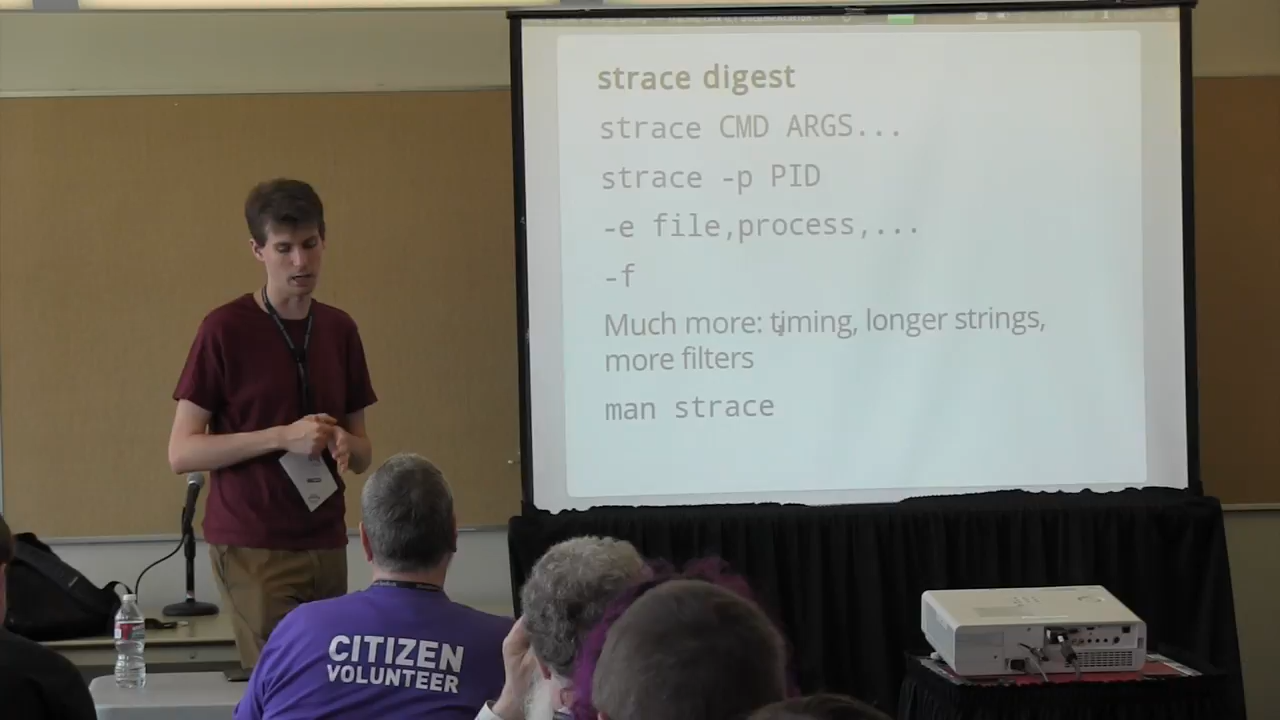 strace digest
strace CMD ARGS...
strace -p PID
-e file,process,...
-f
Much more: timing, longer strings,
more filters
man strace
CITIZEN
VOLUNTEER